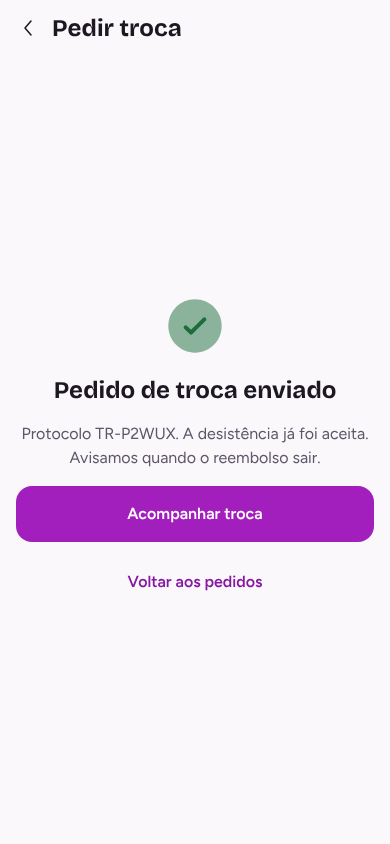 Pedir troca
Pedido de troca enviado
Protocolo TR-P2WUX. A desistência já foi aceita.
Avisamos quando o reembolso sair.
Acompanhar troca
Voltar aos pedidos